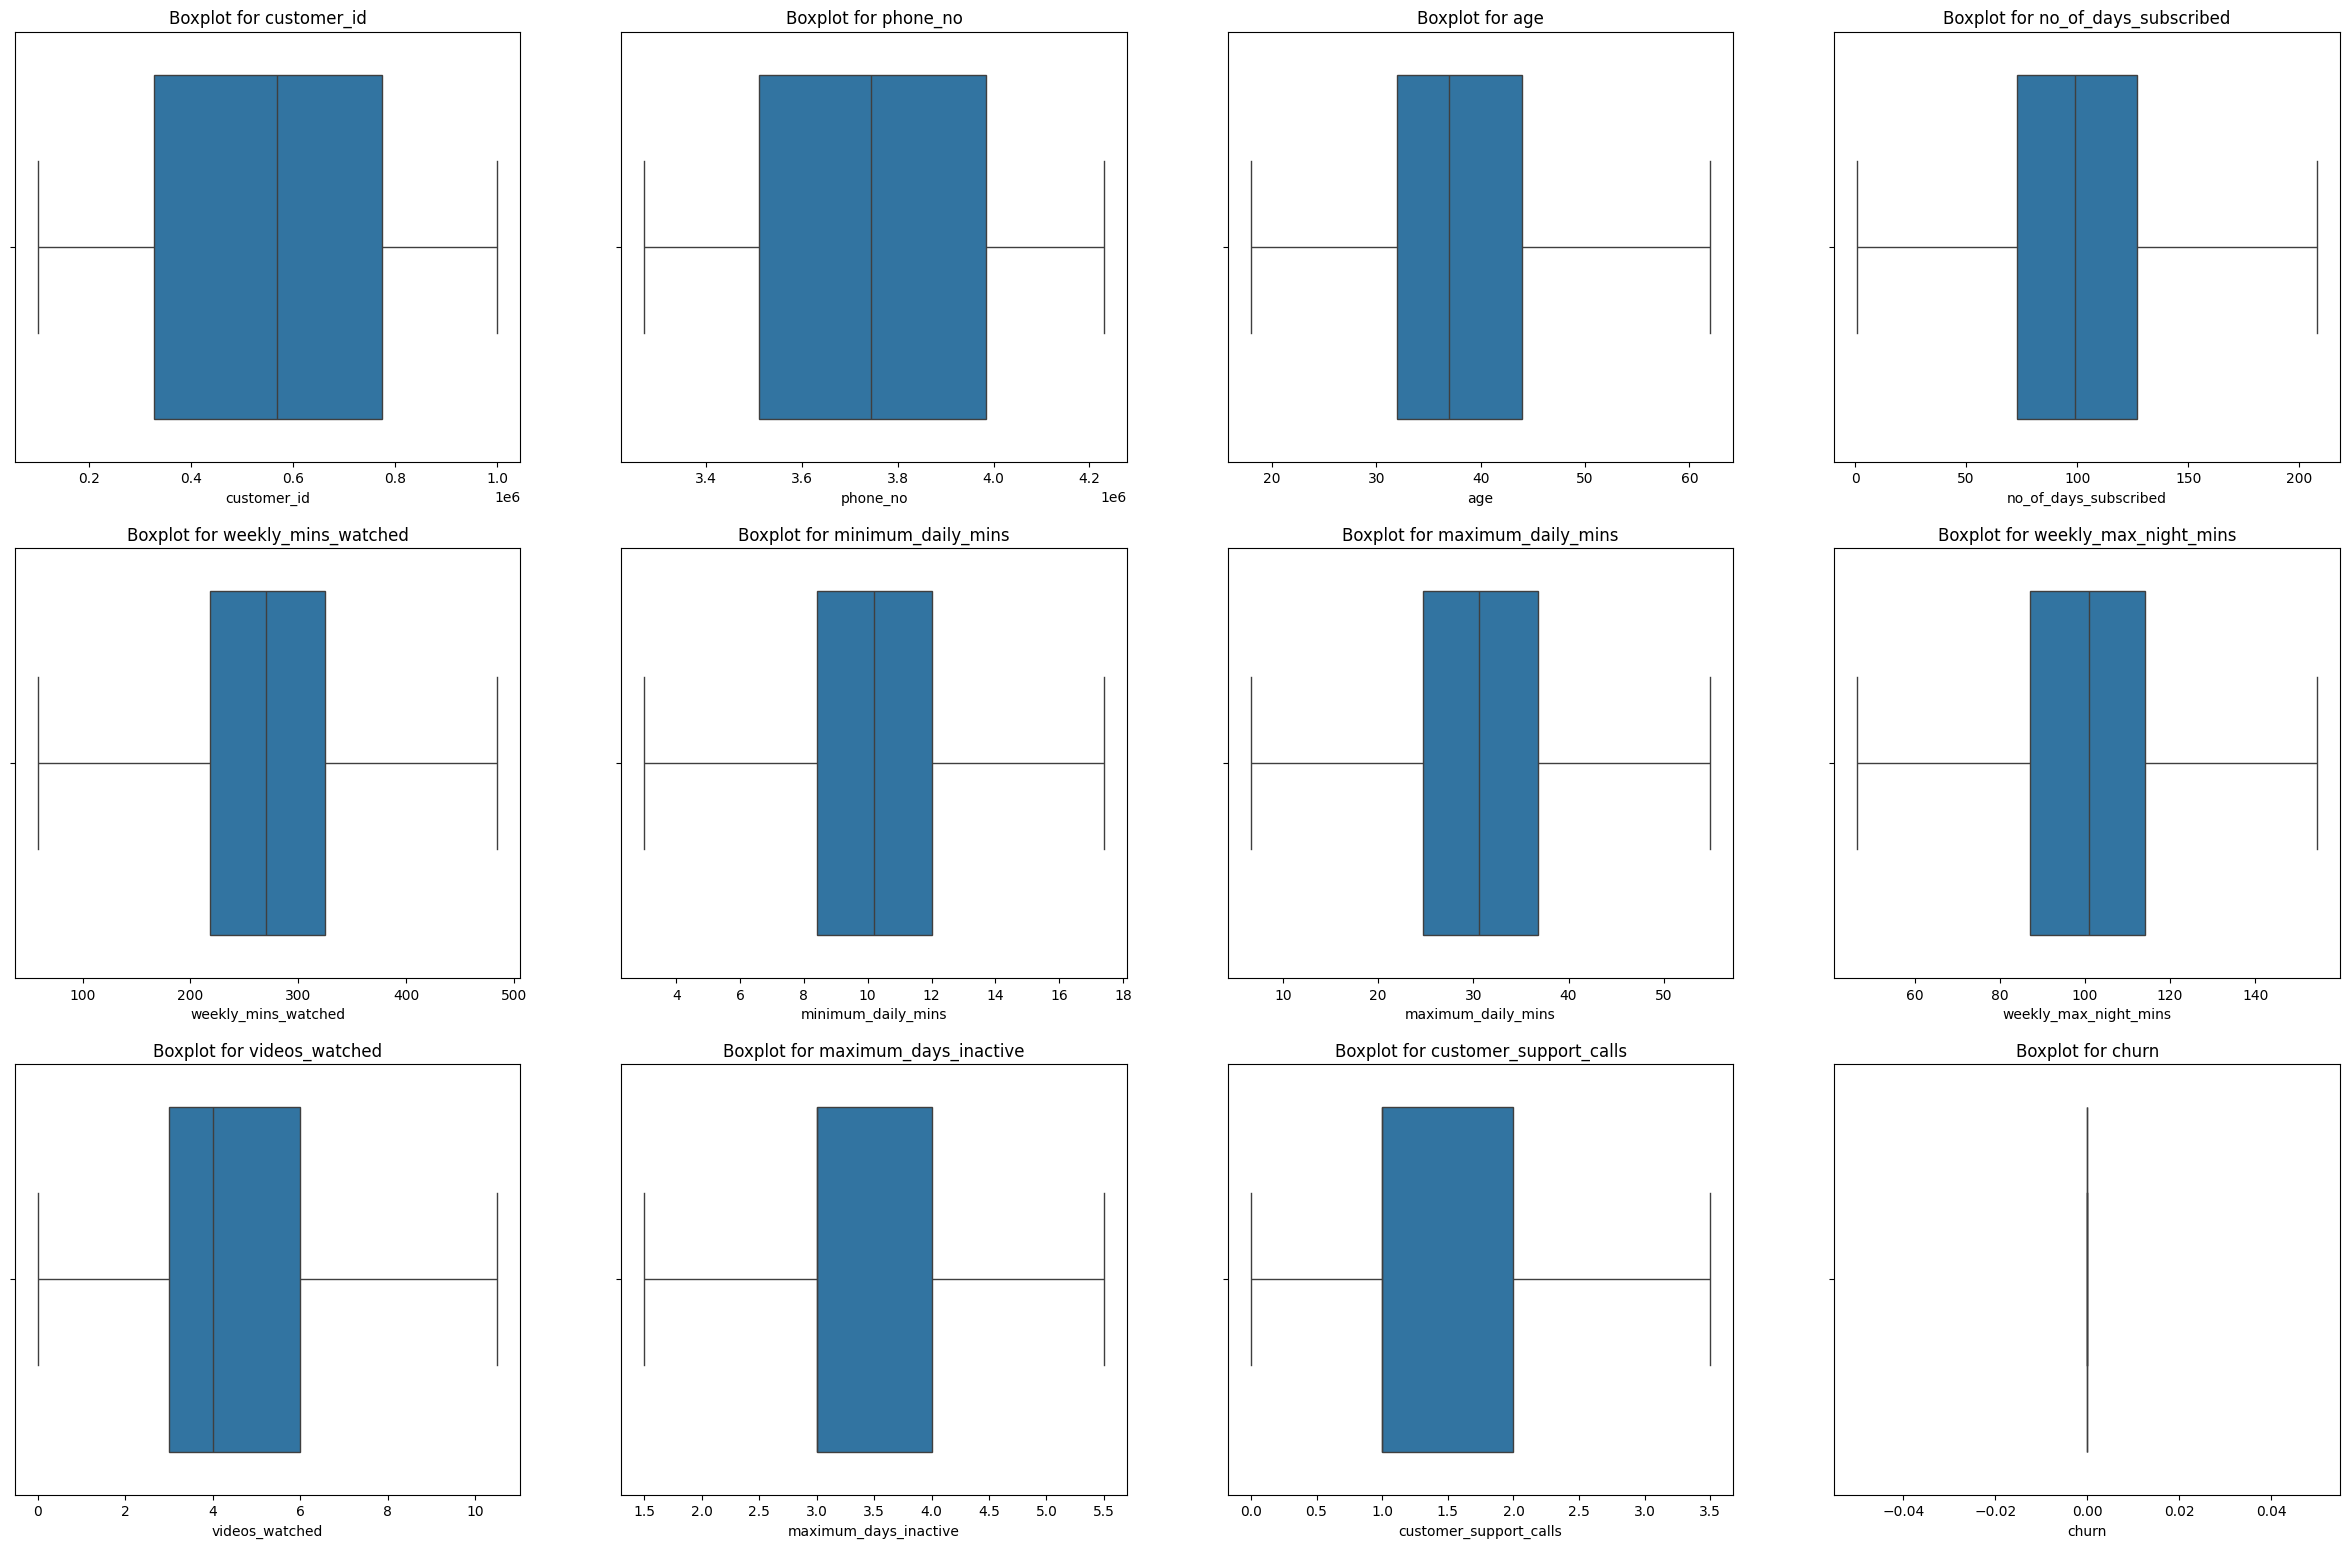 Boxplot for customer_id
0.2 0.4 0.6 0.8 1.0
1e6
customer_id
Boxplot for phone_no
3.4 3.6 3.8 4.0 4.2
1e6
phone_no
Boxplot for age
20 30 40 50 60
age
Boxplot for no_of_days_subscribed
0 50 100 150 200
no_of_days_subscribed
Boxplot for weekly_mins_watched
100 200 300 400 500
weekly_mins_watched
Boxplot for minimum_daily_mins
4 6 8 10 12 14 16 18
minimum_daily_mins
Boxplot for maximum_daily_mins
10 20 30 40 50
maximum_daily_mins
Boxplot for weekly_max_night_mins
60 80 100 120 140
weekly_max_night_mins
Boxplot for videos_watched
0 2 4 6 8 10
videos_watched
Boxplot for maximum_days_inactive
1.5 2.0 2.5 3.0 3.5 4.0 4.5 5.0 5.5
maximum_days_inactive
Boxplot for customer_support_calls
0.0 0.5 1.0 1.5 2.0 2.5 3.0 3.5
customer_support_calls
Boxplot for churn
−0.04 −0.02 0.00 0.02 0.04
churn